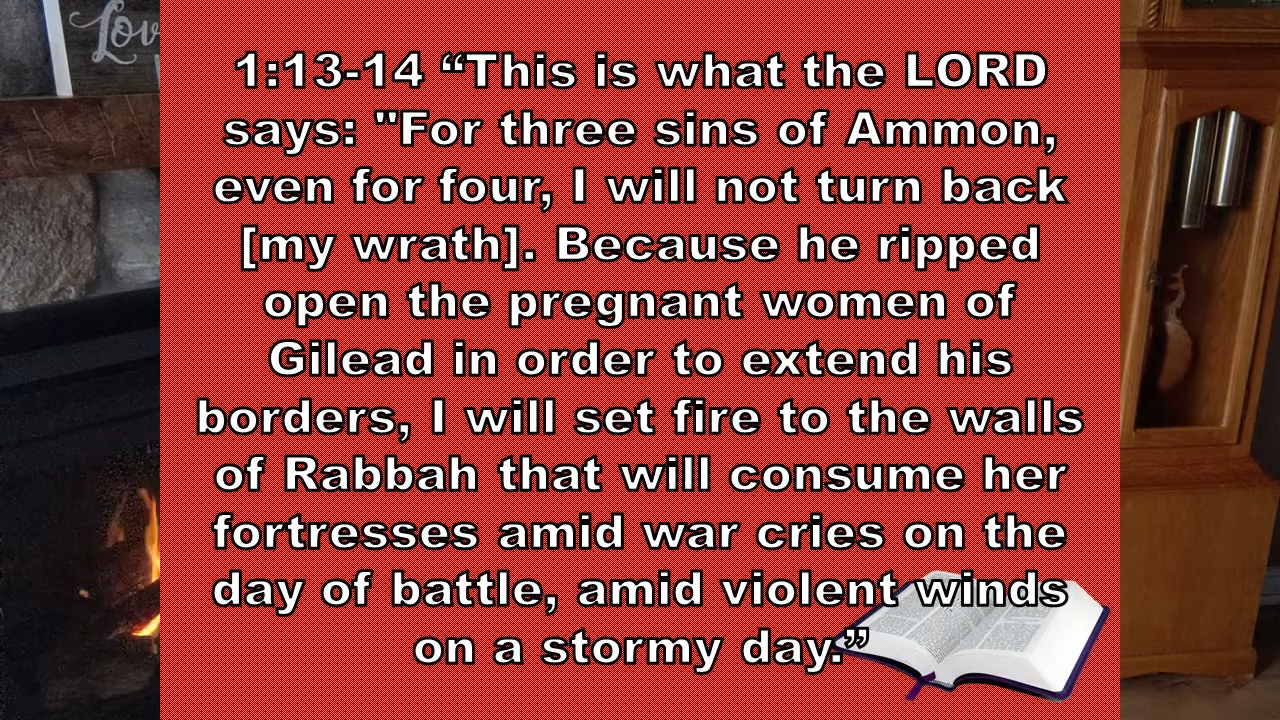 Lov
1:13-14 “This is what the LORD
says: "For three sins of Ammon,
even for four, I will not turn back
[my wrath]. Because he ripped
open the pregnant women of
Gilead in order to extend his
borders, I will set fire to the walls
of Rabbah that will consume her
fortresses amid war cries on the
day of battle, amid violent winds
on a stormy day.”